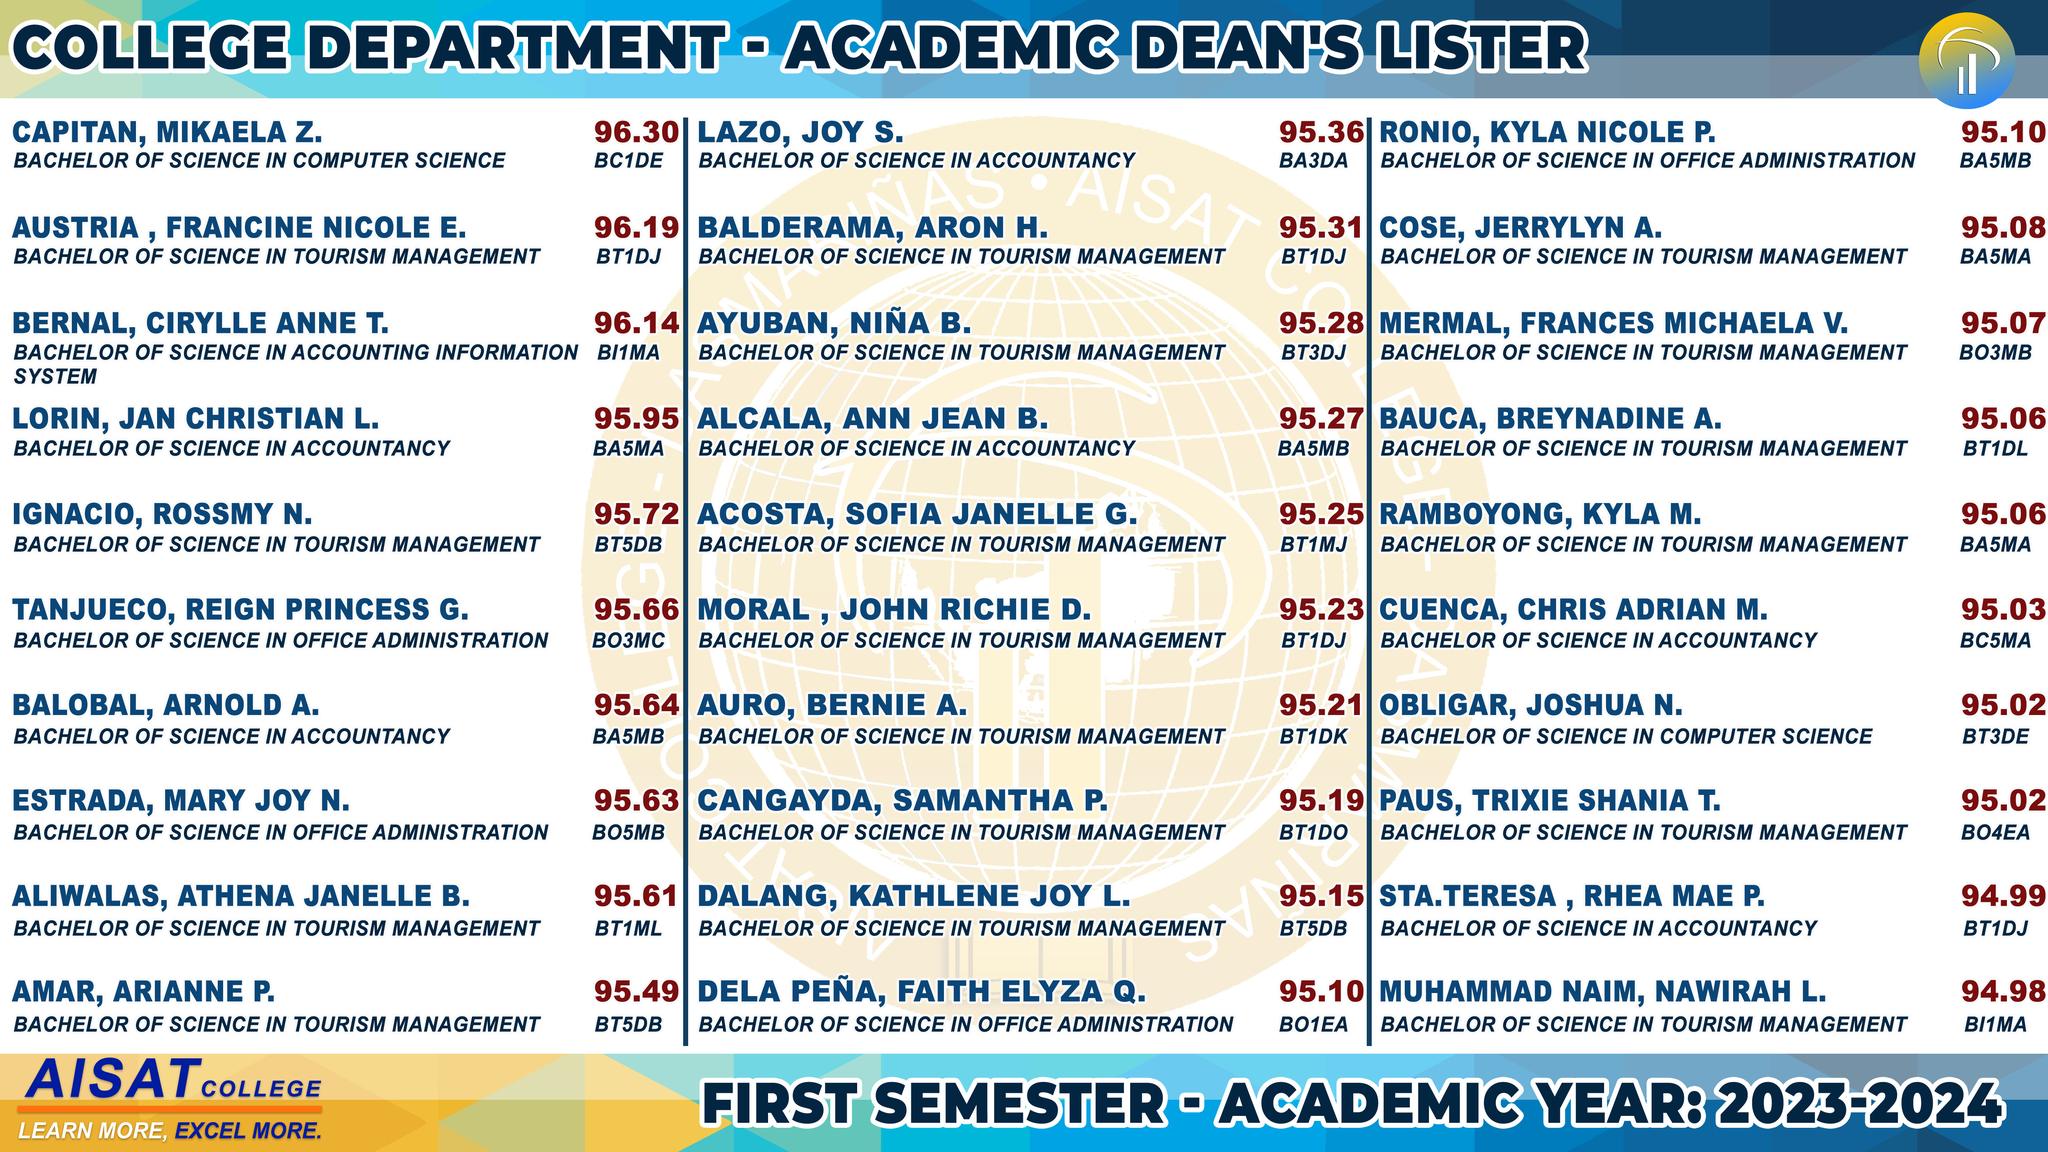 COLLEGE DEPARTMENT - ACADEMIC DEAN'S LISTER
CAPITAN, MIKAELA Z. 96.30
BACHELOR OF SCIENCE IN COMPUTER SCIENCE BC1DE
AUSTRIA , FRANCINE NICOLE E. 96.19
BACHELOR OF SCIENCE IN TOURISM MANAGEMENT BT1DJ
BERNAL, CIRYLLE ANNE T. 96.14
BACHELOR OF SCIENCE IN ACCOUNTING INFORMATION BI1MA
SYSTEM
LORIN, JAN CHRISTIAN L. 95.95
BACHELOR OF SCIENCE IN ACCOUNTANCY BA5MA
IGNACIO, ROSSMY N. 95.72
BACHELOR OF SCIENCE IN TOURISM MANAGEMENT BT5DB
TANJUECO, REIGN PRINCESS G. 95.66
BACHELOR OF SCIENCE IN OFFICE ADMINISTRATION BO3MC
BALOBAL, ARNOLD A. 95.64
BACHELOR OF SCIENCE IN ACCOUNTANCY BA5MB
ESTRADA, MARY JOY N. 95.63
BACHELOR OF SCIENCE IN OFFICE ADMINISTRATION BO5MB
ALIWALAS, ATHENA JANELLE B. 95.61
BACHELOR OF SCIENCE IN TOURISM MANAGEMENT BT1ML
AMAR, ARIANNE P. 95.49
BACHELOR OF SCIENCE IN TOURISM MANAGEMENT BT5DB
LAZO, JOY S. 95.36
BACHELOR OF SCIENCE IN ACCOUNTANCY BA3DA
BALDERAMA, ARON H. 95.31
BACHELOR OF SCIENCE IN TOURISM MANAGEMENT BT1DJ
AYUBAN, NIÑA B. 95.28
BACHELOR OF SCIENCE IN TOURISM MANAGEMENT BT3DJ
ALCALA, ANN JEAN B. 95.27
BACHELOR OF SCIENCE IN ACCOUNTANCY BA5MB
ACOSTA, SOFIA JANELLE G. 95.25
BACHELOR OF SCIENCE IN TOURISM MANAGEMENT BT1MJ
MORAL , JOHN RICHIE D. 95.23
BACHELOR OF SCIENCE IN TOURISM MANAGEMENT BT1DJ
AURO, BERNIE A. 95.21
BACHELOR OF SCIENCE IN TOURISM MANAGEMENT BT1DK
CANGAYDA, SAMANTHA P. 95.19
BACHELOR OF SCIENCE IN TOURISM MANAGEMENT BT1DO
DALANG, KATHLENE JOY L. 95.15
BACHELOR OF SCIENCE IN TOURISM MANAGEMENT BT5DB
DELA PEÑA, FAITH ELYZA Q. 95.10
BACHELOR OF SCIENCE IN OFFICE ADMINISTRATION BO1EA
RONIO, KYLA NICOLE P. 95.10
BACHELOR OF SCIENCE IN OFFICE ADMINISTRATION BA5MB
COSE, JERRYLYN A. 95.08
BACHELOR OF SCIENCE IN TOURISM MANAGEMENT BA5MA
MERMAL, FRANCES MICHAELA V. 95.07
BACHELOR OF SCIENCE IN TOURISM MANAGEMENT BO3MB
BAUCA, BREYNADINE A. 95.06
BACHELOR OF SCIENCE IN TOURISM MANAGEMENT BT1DL
RAMBOYONG, KYLA M. 95.06
BACHELOR OF SCIENCE IN TOURISM MANAGEMENT BA5MA
CUENCA, CHRIS ADRIAN M. 95.03
BACHELOR OF SCIENCE IN ACCOUNTANCY BC5MA
OBLIGAR, JOSHUA N. 95.02
BACHELOR OF SCIENCE IN COMPUTER SCIENCE BT3DE
PAUS, TRIXIE SHANIA T. 95.02
BACHELOR OF SCIENCE IN TOURISM MANAGEMENT BO4EA
STA.TERESA , RHEA MAE P. 94.99
BACHELOR OF SCIENCE IN ACCOUNTANCY BT1DJ
MUHAMMAD NAIM, NAWIRAH L. 94.98
BACHELOR OF SCIENCE IN TOURISM MANAGEMENT BI1MA
AISAT COLLEGE
LEARN MORE, EXCEL MORE.
FIRST SEMESTER - ACADEMIC YEAR: 2023-2024